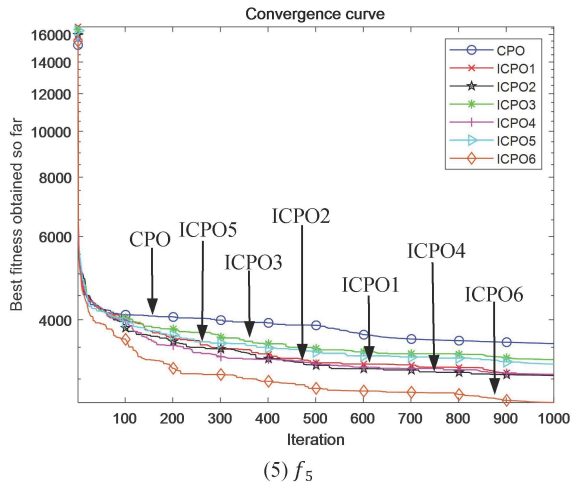 Convergence curve
Best fitness obtained so far
16000
14000
12000
10000
8000
6000
4000
CPO
ICPO1
ICPO2
ICPO3
ICPO4
ICPO5
ICPO6
CPO
ICPO5
ICPO3
ICPO2
ICPO1
ICPO4
ICPO6
100 200 300 400 500 600 700 800 900 1000
Iteration
(5) f₅